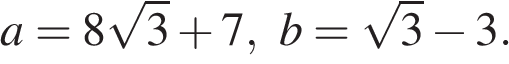 a = 8√3 + 7, b = √3 − 3.